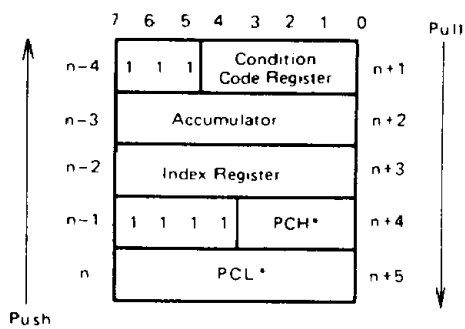 7 6 5 4 3 2 1 0
Pull
n-4 1 1 1 Condition Code Register n+1
n-3 Accumulator n+2
n-2 Index Register n+3
n-1 1 1 1 1 PCH* n+4
n PCL* n+5
Push